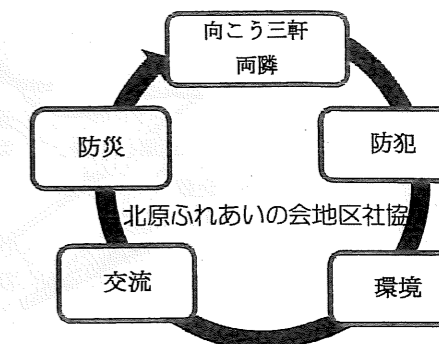 向こう三軒
両隣
防災
防犯
北原ふれあいの会地区社協
交流
環境